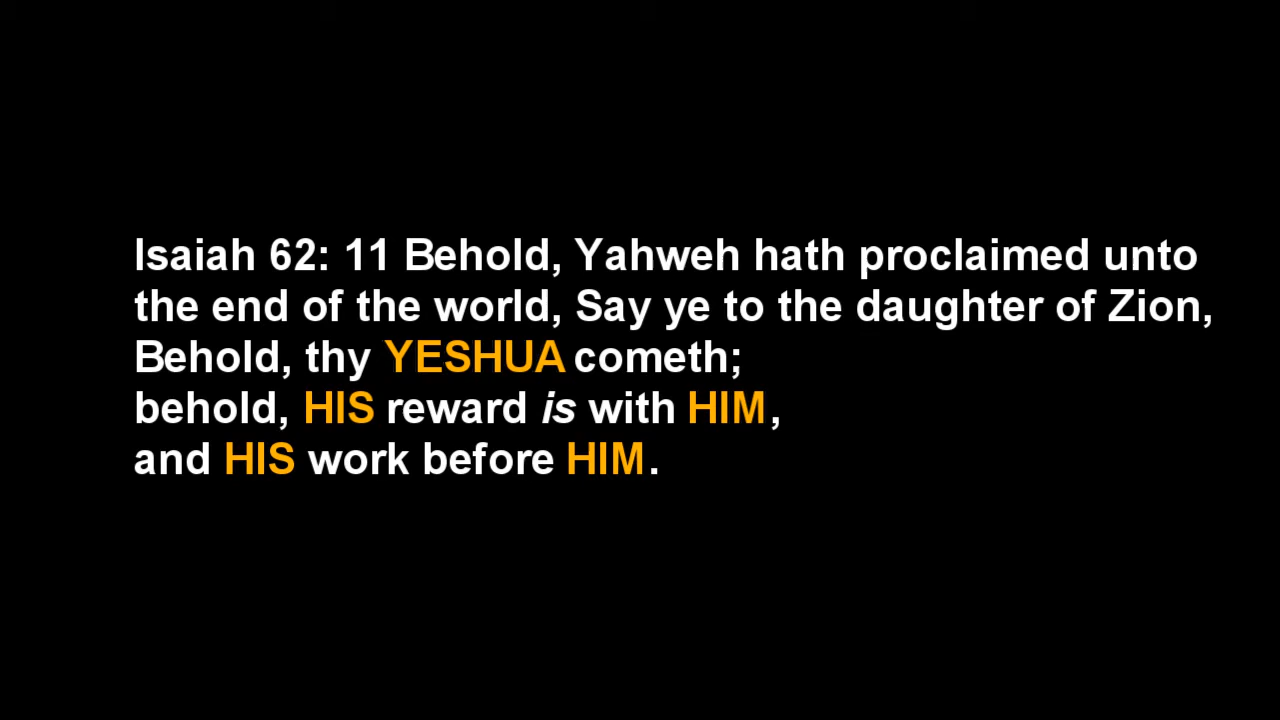 Isaiah 62: 11 Behold, Yahweh hath proclaimed unto
the end of the world, Say ye to the daughter of Zion,
Behold, thy YESHUA cometh;
behold, HIS reward is with HIM,
and HIS work before HIM.